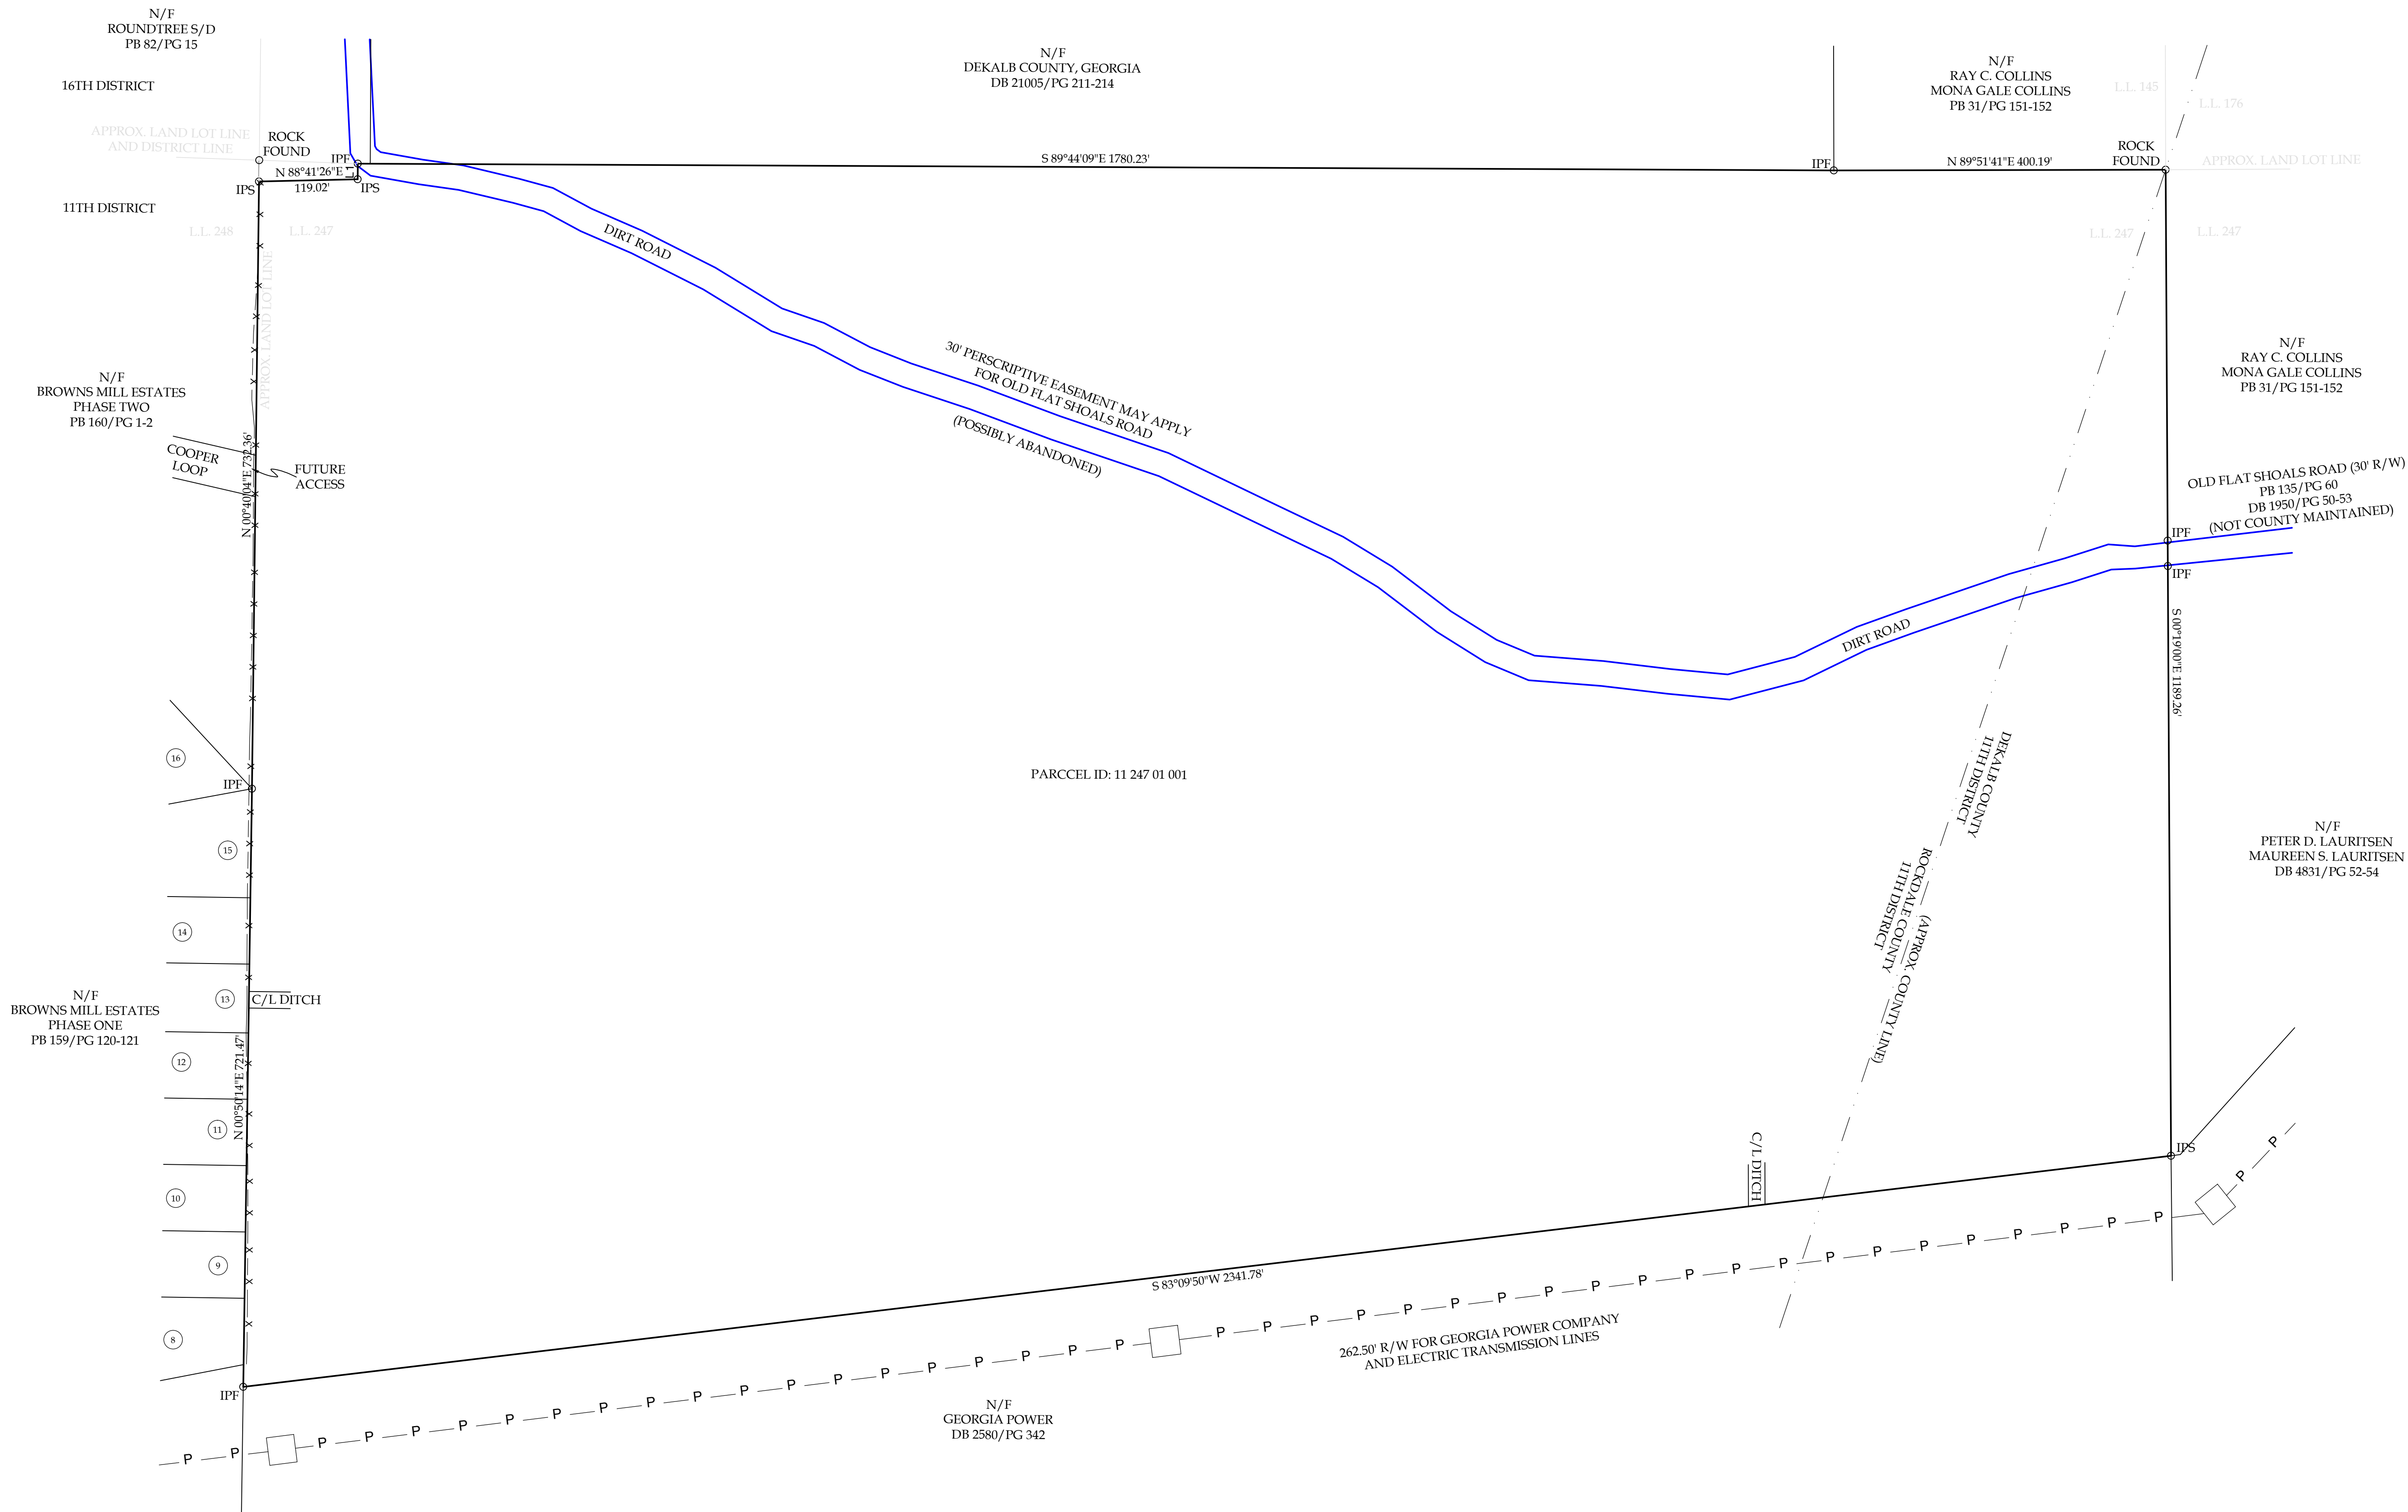 N/F
ROUNDTREE S/D
PB 82/PG 15
16TH DISTRICT
APPROX. LAND LOT LINE
AND DISTRICT LINE
ROCK
FOUND
IPF
N 88°41'26"E
119.02'
IPS
IPS
11TH DISTRICT
L.L. 248
L.L. 247
APPROX. LAND LOT LINE
N/F
DEKALB COUNTY, GEORGIA
DB 21005/PG 211-214
S 89°44'09"E 1780.23'
N/F
RAY C. COLLINS
MONA GALE COLLINS
PB 31/PG 151-152
L.L. 145
L.L. 176
IPF
N 89°51'41"E 400.19'
ROCK
FOUND
APPROX. LAND LOT LINE
L.L. 247
L.L. 247
DIRT ROAD
30' PERSCRIPTIVE EASEMENT MAY APPLY
FOR OLD FLAT SHOALS ROAD
(POSSIBLY ABANDONED)
N/F
RAY C. COLLINS
MONA GALE COLLINS
PB 31/PG 151-152
N/F
BROWNS MILL ESTATES
PHASE TWO
PB 160/PG 1-2
COOPER
LOOP
N 00°40'04"E 732.36'
FUTURE
ACCESS
OLD FLAT SHOALS ROAD (30' R/W)
PB 135/PG 60
DB 1950/PG 50-53
(NOT COUNTY MAINTAINED)
IPF
IPF
DIRT ROAD
S 00°19'00"E 1189.26'
16
IPF
15
14
13
12
11
10
9
8
PARCCEL ID: 11 247 01 001
DEKALB COUNTY
11TH DISTRICT
ROCKDALE COUNTY
11TH DISTRICT
(APPROX. COUNTY LINE)
N/F
PETER D. LAURITSEN
MAUREEN S. LAURITSEN
DB 4831/PG 52-54
N/F
BROWNS MILL ESTATES
PHASE ONE
PB 159/PG 120-121
C/L DITCH
N 00°50'14"E 721.47'
C/L DITCH
IPS
S 83°09'50"W 2341.78'
262.50' R/W FOR GEORGIA POWER COMPANY
AND ELECTRIC TRANSMISSION LINES
IPF
N/F
GEORGIA POWER
DB 2580/PG 342
P P P P P P P P P P P P P P P P P P P P P P P P P P P P P P P P P P P P P P P P P P P